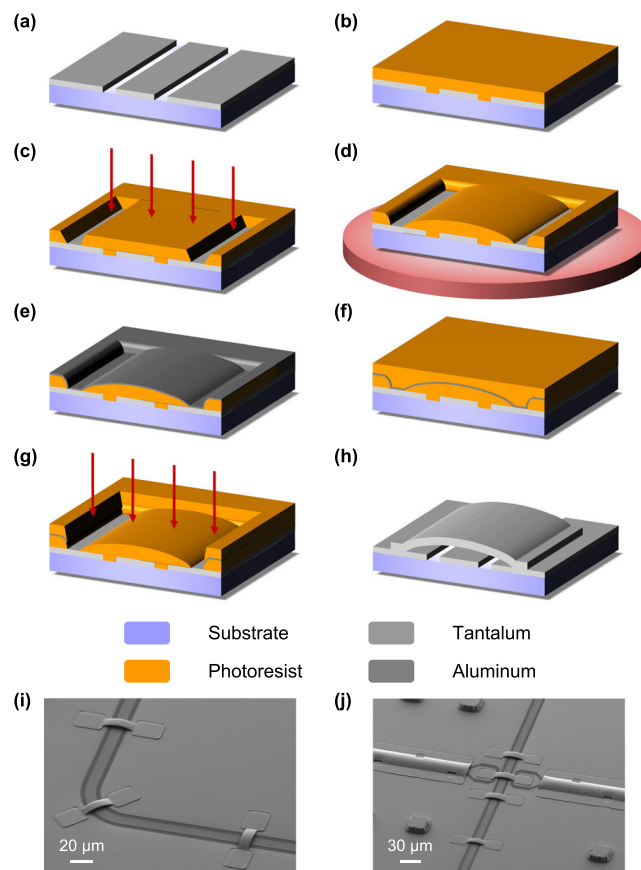 (a)
(b)
(c)
(d)
(e)
(f)
(g)
(h)
Substrate
Tantalum
Photoresist
Aluminum
(i)
(j)
20 μm
30 μm